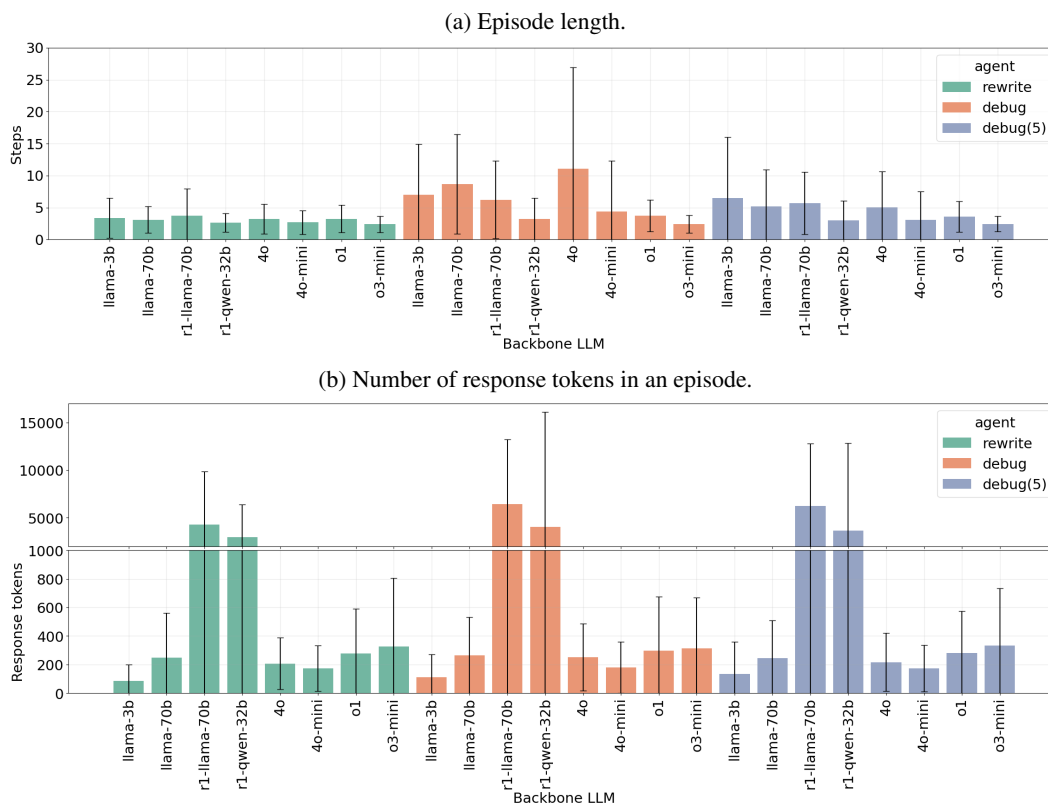 (a) Episode length.
30
25
20
15
10
5
0
Steps
agent
rewrite
debug
debug(5)
llama-3b
llama-70b
r1-llama-70b
r1-qwen-32b
4o
4o-mini
o1
o3-mini
llama-3b
llama-70b
r1-llama-70b
r1-qwen-32b
4o
4o-mini
o1
o3-mini
llama-3b
llama-70b
r1-llama-70b
r1-qwen-32b
4o
4o-mini
o1
o3-mini
Backbone LLM
(b) Number of response tokens in an episode.
15000
10000
5000
1000
800
600
400
200
0
Response tokens
agent
rewrite
debug
debug(5)
llama-3b
llama-70b
r1-llama-70b
r1-qwen-32b
4o
4o-mini
o1
o3-mini
llama-3b
llama-70b
r1-llama-70b
r1-qwen-32b
4o
4o-mini
o1
o3-mini
llama-3b
llama-70b
r1-llama-70b
r1-qwen-32b
4o
4o-mini
o1
o3-mini
Backbone LLM